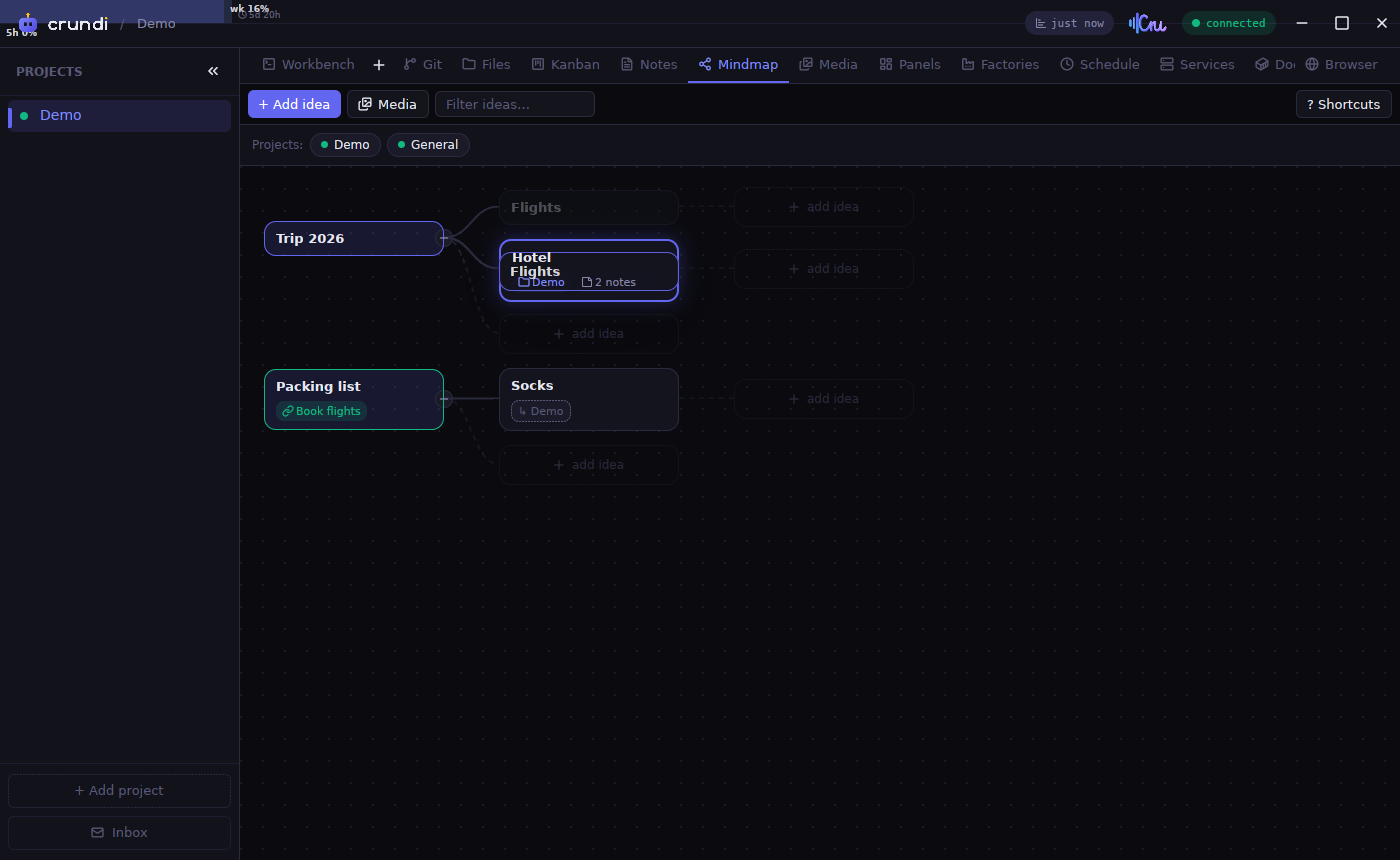 wk 16%
5d 20h
5h 0%
crundi / Demo
just now
Cru
connected
PROJECTS
Workbench
Git
Files
Kanban
Notes
Mindmap
Media
Panels
Factories
Schedule
Services
Doc
Browser
Demo
+ Add idea
Media
Filter ideas...
? Shortcuts
Projects:
Demo
General
Flights
+ add idea
Trip 2026
Hotel
Flights
Demo
2 notes
+ add idea
+ add idea
Packing list
Book flights
Socks
↳ Demo
+ add idea
+ add idea
+ Add project
Inbox